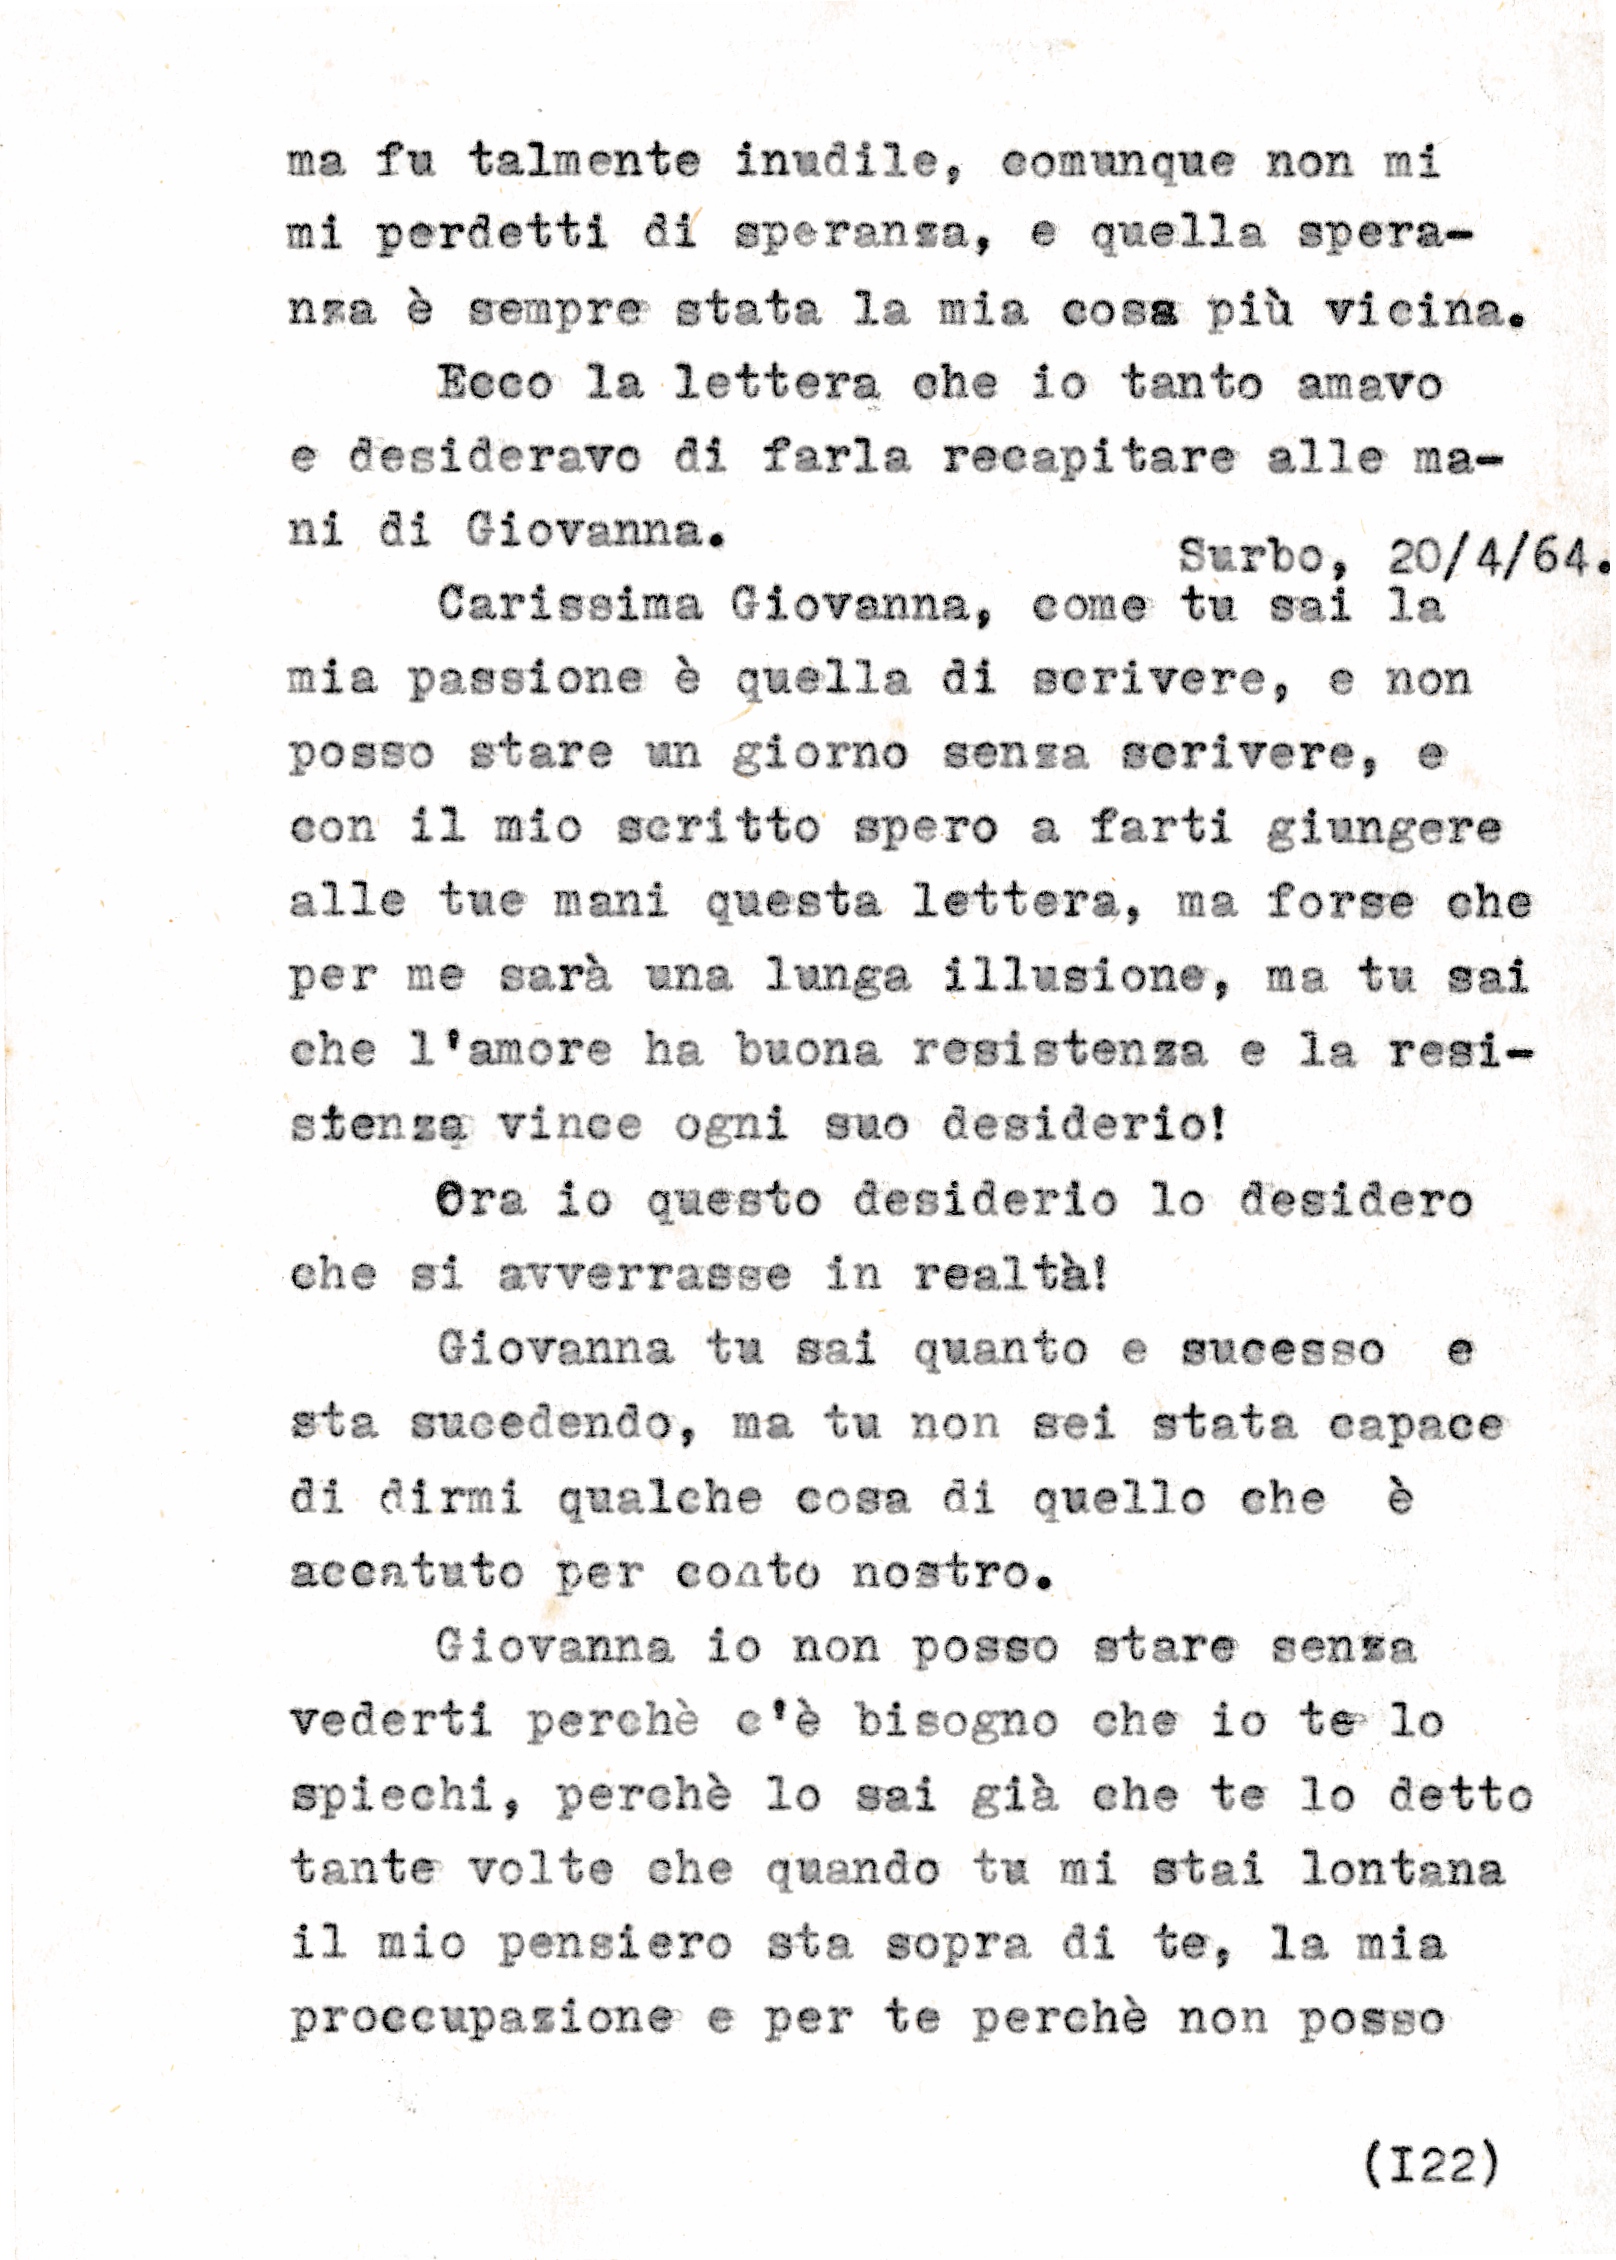 ma fu talmente inudile, comunque non mi
mi perdetti di speranza, e quella spera-
nza è sempre stata la mia cosa più vicina.
Ecco la lettera che io tanto amavo
e desideravo di farla recapitare alle ma-
ni di Giovanna.
Surbo, 20/4/64.
Carissima Giovanna, come tu sai la
mia passione è quella di scrivere, e non
posso stare un giorno senza scrivere, e
con il mio scritto spero a farti giungere
alle tue mani questa lettera, ma forse che
per me sarà una lunga illusione, ma tu sai
che l'amore ha buona resistenza e la resi-
stenza vince ogni suo desiderio!
Ora io questo desiderio lo desidero
che si avverrasse in realtà!
Giovanna tu sai quanto e sucesso e
sta sucedendo, ma tu non sei stata capace
di dirmi qualche cosa di quello che è
accatuto per conto nostro.
Giovanna io non posso stare senza
vederti perchè c'è bisogno che io te lo
spiechi, perchè lo sai già che te lo detto
tante volte che quando tu mi stai lontana
il mio pensiero sta sopra di te, la mia
proccupazione e per te perchè non posso
(I22)